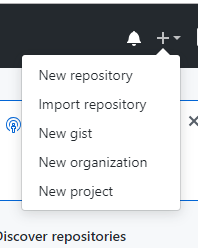 New repository
Import repository
New gist
New organization
New project
Discover repositories